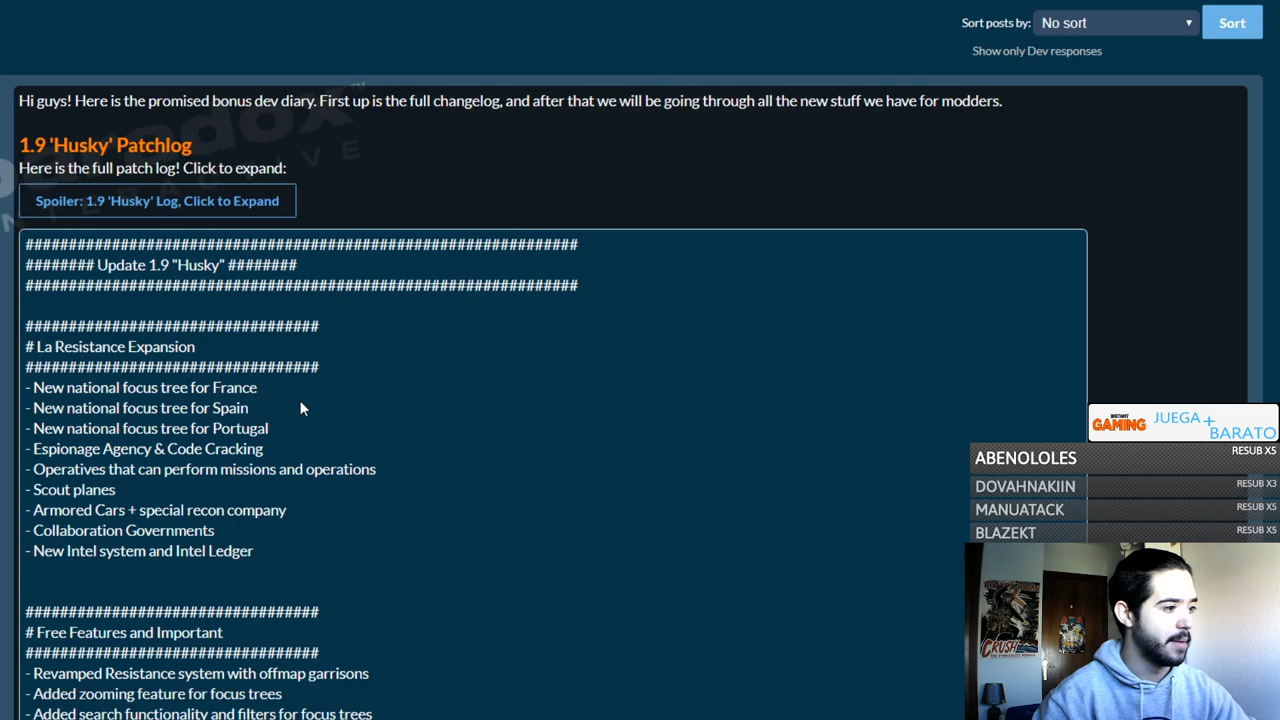 Sort posts by: No sort ▼ Sort
Show only Dev responses
Hi guys! Here is the promised bonus dev diary. First up is the full changelog, and after that we will be going through all the new stuff we have for modders.
1.9 'Husky' Patchlog
Here is the full patch log! Click to expand:
Spoiler: 1.9 'Husky' Log, Click to Expand
################################################################
######## Update 1.9 "Husky" ########
################################################################
##################################
# La Resistance Expansion
##################################
- New national focus tree for France
- New national focus tree for Spain
- New national focus tree for Portugal
- Espionage Agency & Code Cracking
- Operatives that can perform missions and operations
- Scout planes
- Armored Cars + special recon company
- Collaboration Governments
- New Intel system and Intel Ledger
##################################
# Free Features and Important
##################################
- Revamped Resistance system with offmap garrisons
- Added zooming feature for focus trees
- Added search functionality and filters for focus trees
INSTANT GAMING JUEGA + BARATO
ABENOLOLES RESUB X5
DOVAHNAKIIN RESUB X3
MANUATACK RESUB X5
BLAZEKT RESUB X5
CRUSH